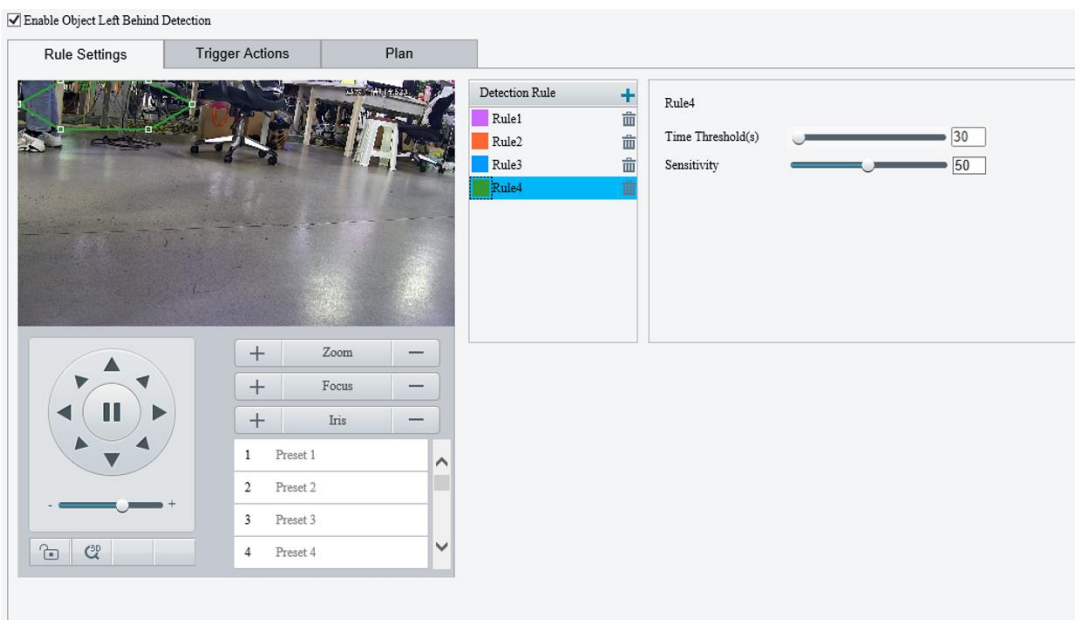 Enable Object Left Behind Detection
Rule Settings
Trigger Actions
Plan
Detection Rule
Rule1
Rule2
Rule3
Rule4
Rule4
Time Threshold(s)
30
Sensitivity
50
Zoom
Focus
Iris
1 Preset 1
2 Preset 2
3 Preset 3
4 Preset 4
- +
3D